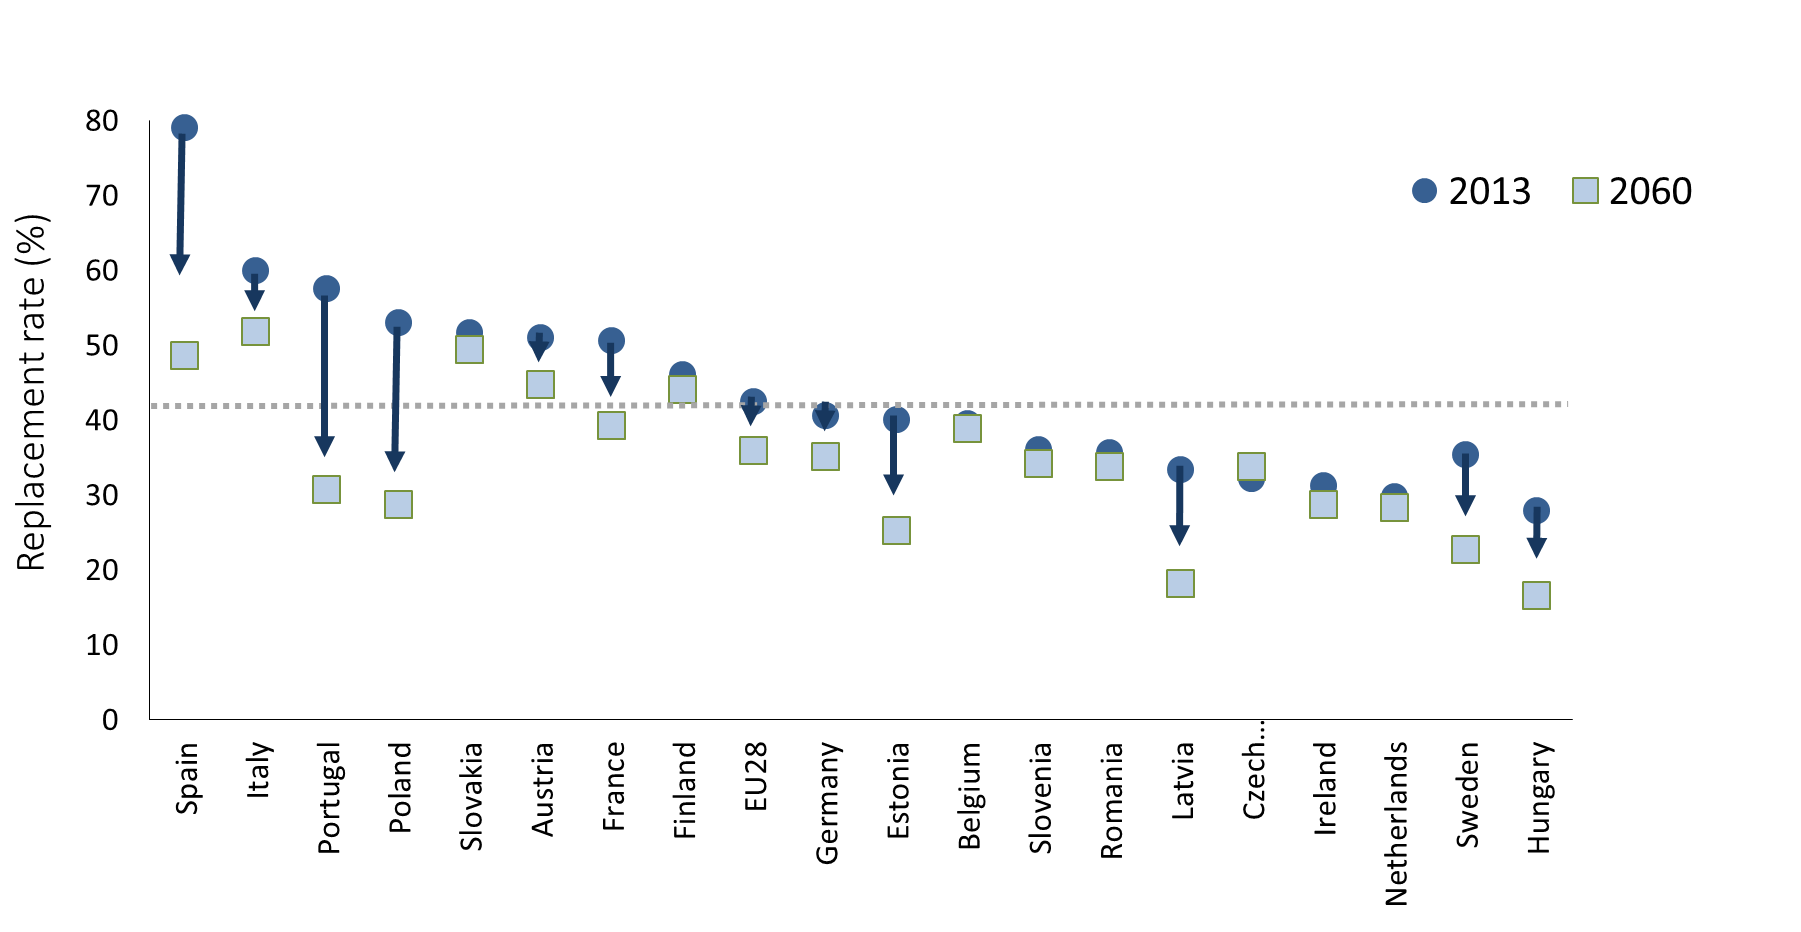 Replacement rate (%)
80
70
60
50
40
30
20
10
0
2013
2060
Spain
Italy
Portugal
Poland
Slovakia
Austria
France
Finland
EU28
Germany
Estonia
Belgium
Slovenia
Romania
Latvia
Czech…
Ireland
Netherlands
Sweden
Hungary